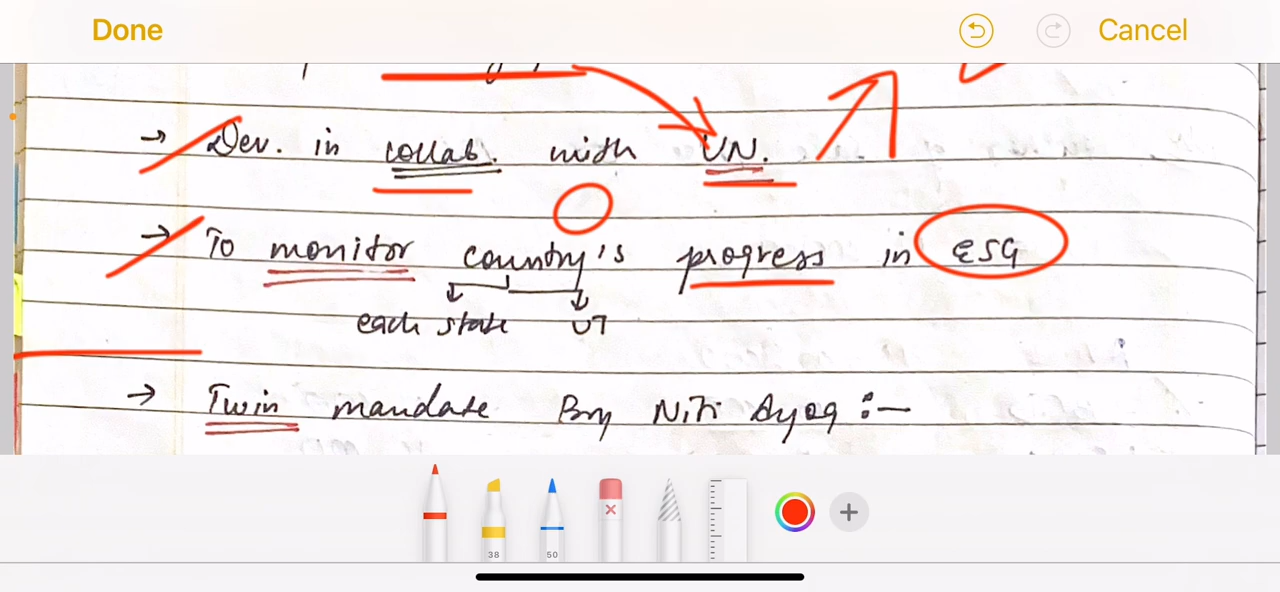 Done Cancel
→ Dev. in collab. with UN.
→ To monitor country's progress in ESG
each state UT
→ Twin mandate By NiTi Ayog :-
38 50